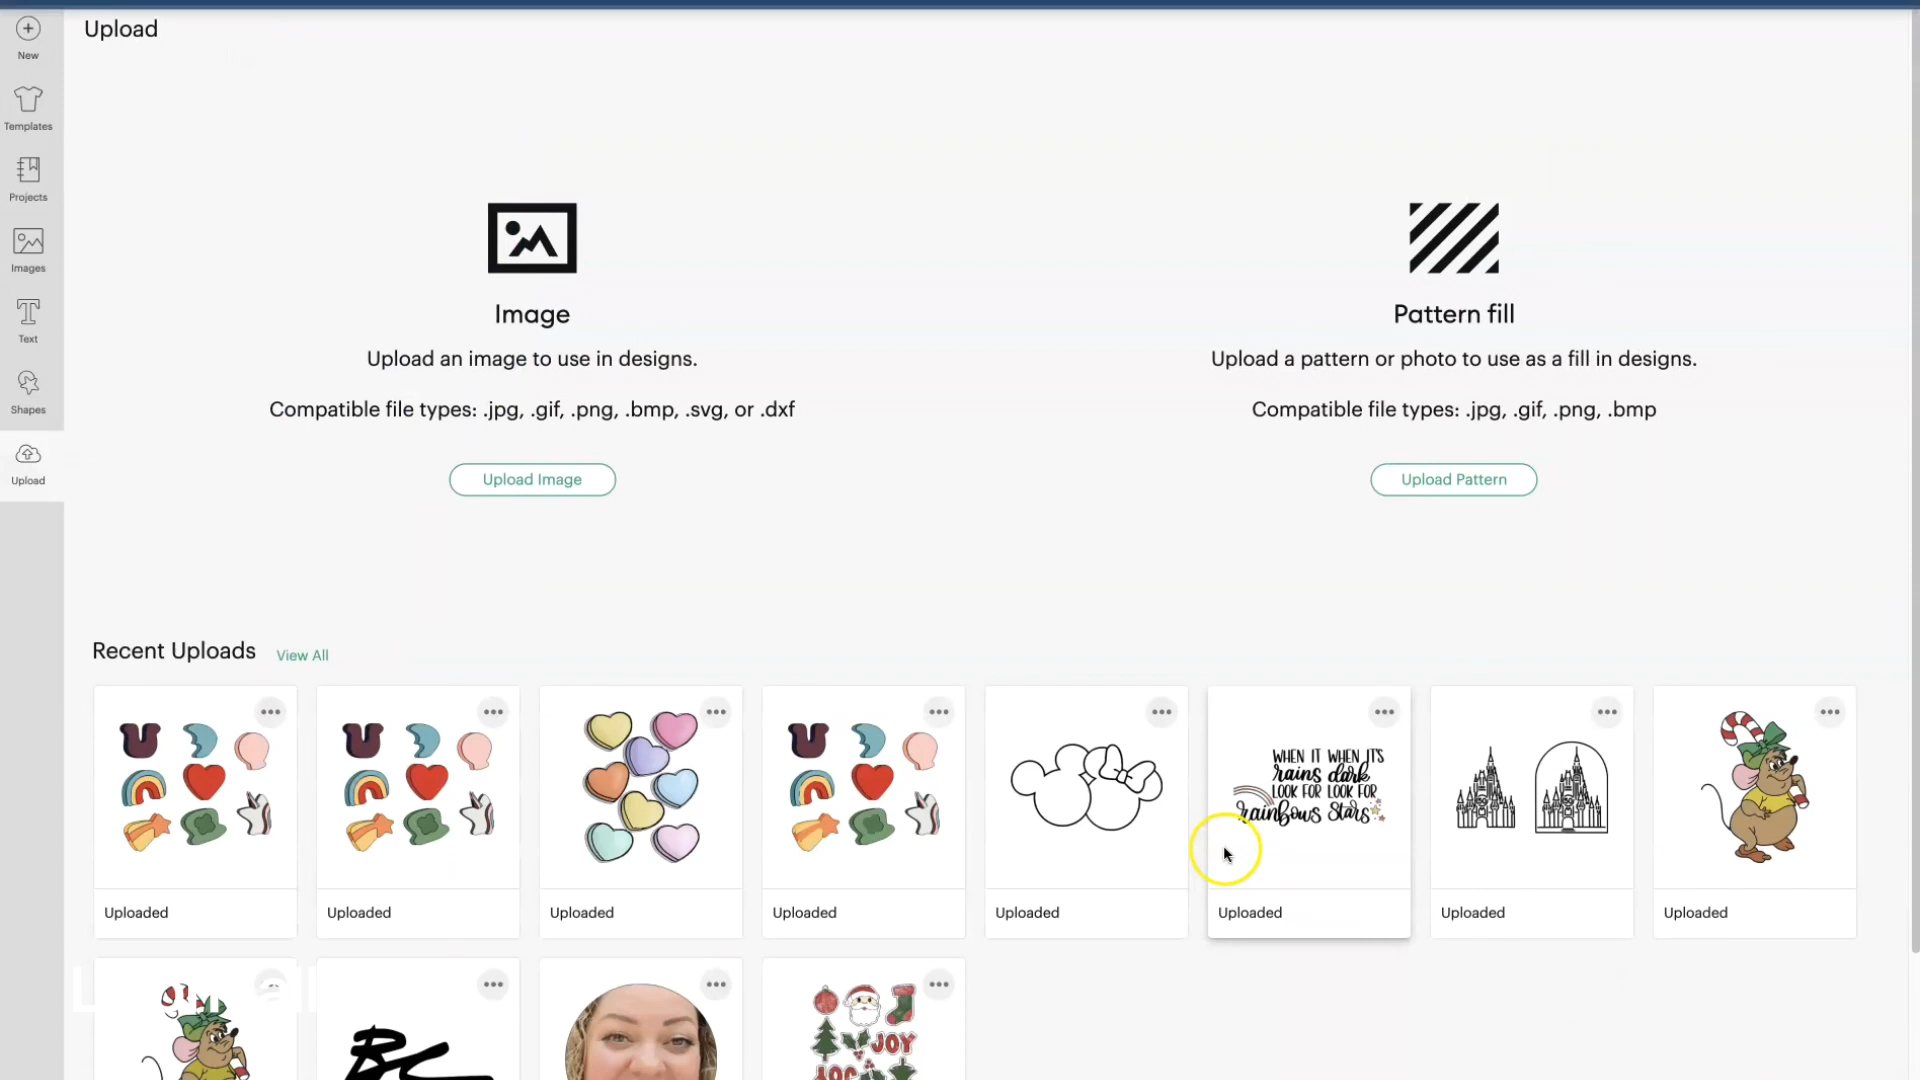 Upload
New
Templates
Projects
Images
Text
Shapes
Upload
Image
Upload an image to use in designs.
Compatible file types: .jpg, .gif, .png, .bmp, .svg, or .dxf
Upload Image
Pattern fill
Upload a pattern or photo to use as a fill in designs.
Compatible file types: .jpg, .gif, .png, .bmp
Upload Pattern
Recent Uploads
View All
WHEN IT WHEN IT'S
rains dark
LOOK FOR LOOK FOR
rainbows Stars
Uploaded
Uploaded
Uploaded
Uploaded
Uploaded
Uploaded
Uploaded
Uploaded
JOY